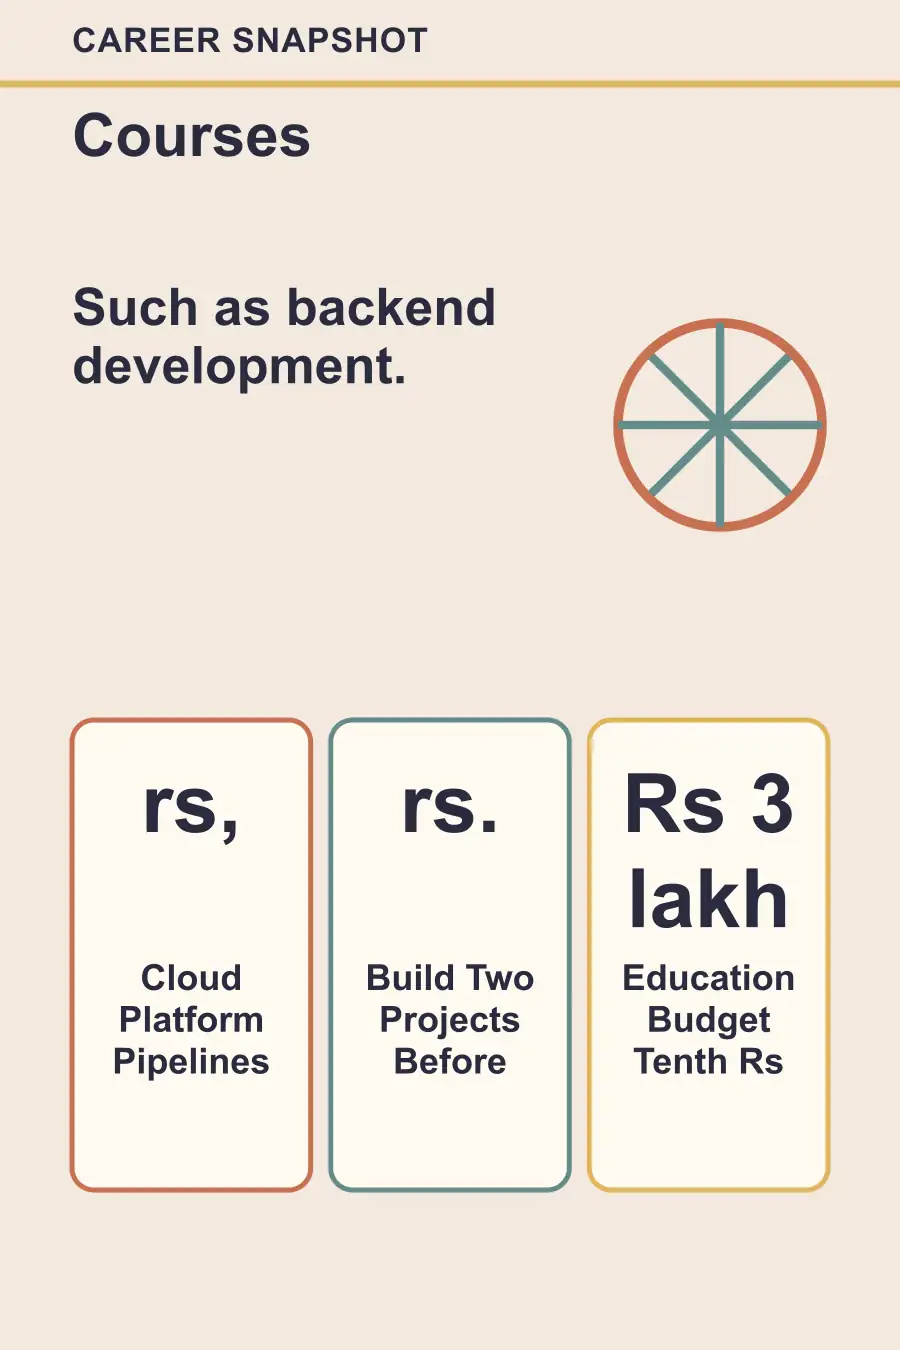 CAREER SNAPSHOT
Courses
Such as backend
development.
rs,
Cloud
Platform
Pipelines
rs.
Build Two
Projects
Before
Rs 3
lakh
Education
Budget
Tenth Rs